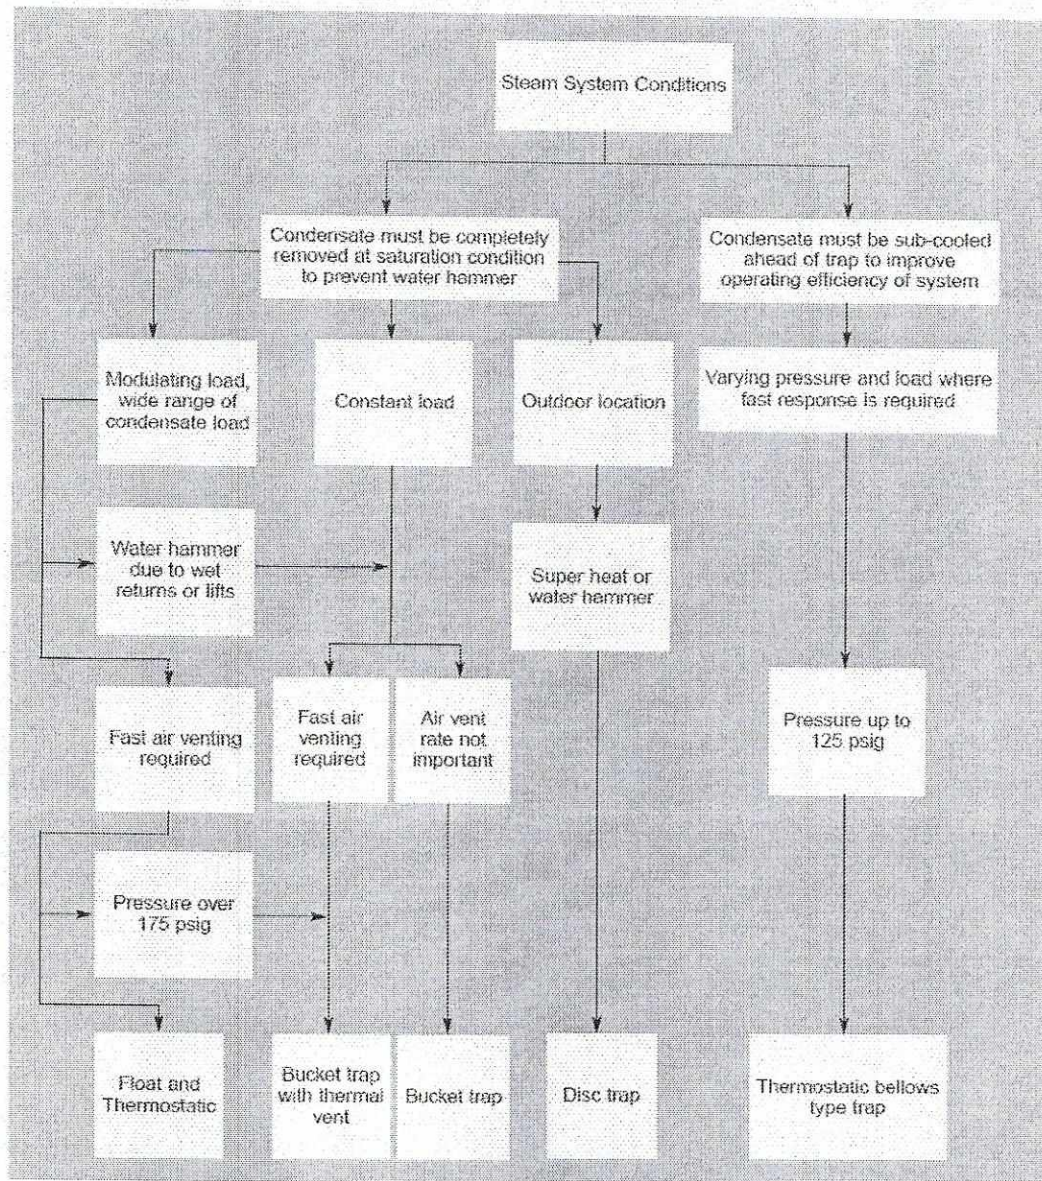 Steam System Conditions
Condensate must be completely
removed at saturation condition
to prevent water hammer
Condensate must be sub-cooled
ahead of trap to improve
operating efficiency of system
Modulating load,
wide range of
condensate load
Constant load
Outdoor location
Varying pressure and load where
fast response is required
Water hammer
due to wet
returns or lifts
Super heat or
water hammer
Fast air venting
required
Fast air
venting
required
Air vent
rate not
important
Pressure up to
125 psig
Pressure over
175 psig
Float and
Thermostatic
Bucket trap
with thermal
vent
Bucket trap
Disc trap
Thermostatic bellows
type trap